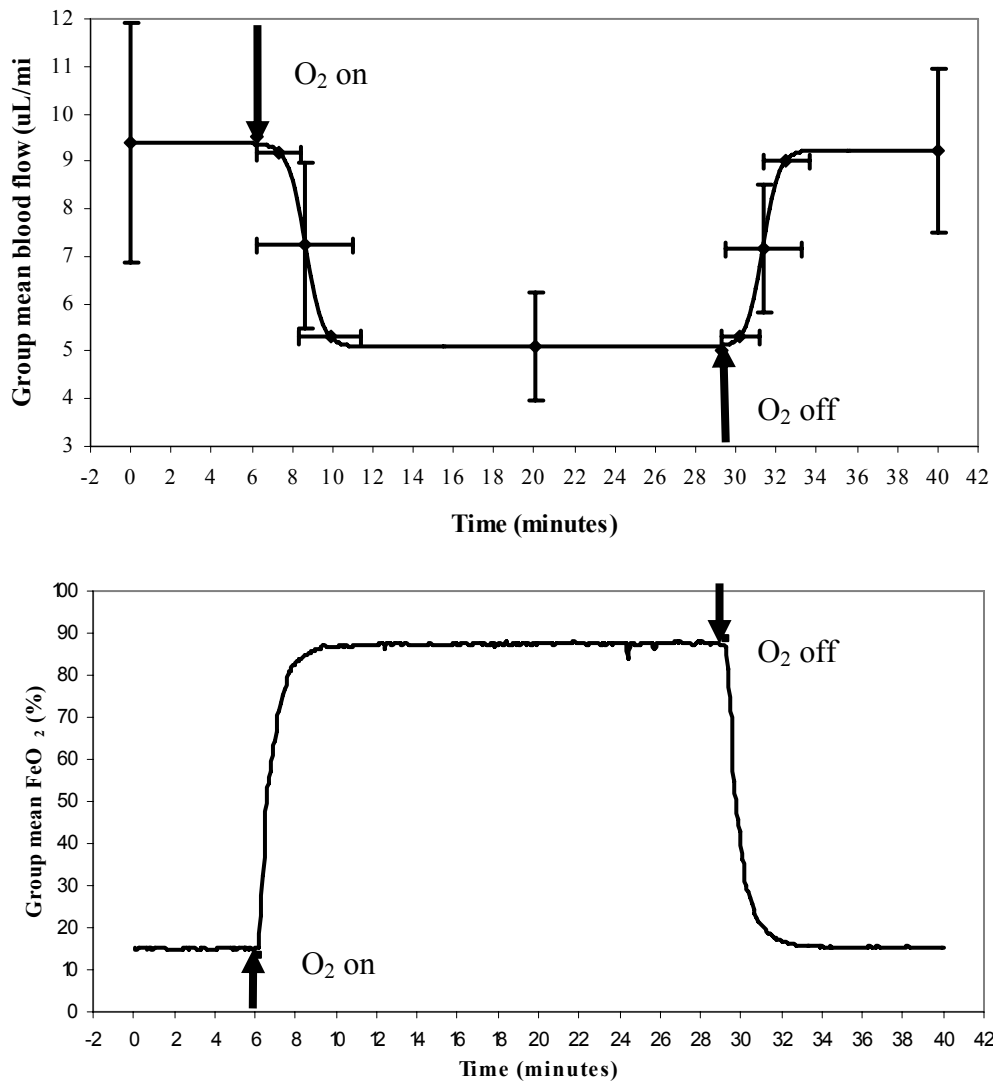 Group mean blood flow (uL/mi
12
11
10
9
8
7
6
5
4
3
O₂ on
O₂ off
-2 0 2 4 6 8 10 12 14 16 18 20 22 24 26 28 30 32 34 36 38 40 42
Time (minutes)
Group mean FeO ₂ (%)
100
90
80
70
60
50
40
30
20
10
0
O₂ off
O₂ on
-2 0 2 4 6 8 10 12 14 16 18 20 22 24 26 28 30 32 34 36 38 40 42
Time (minutes)